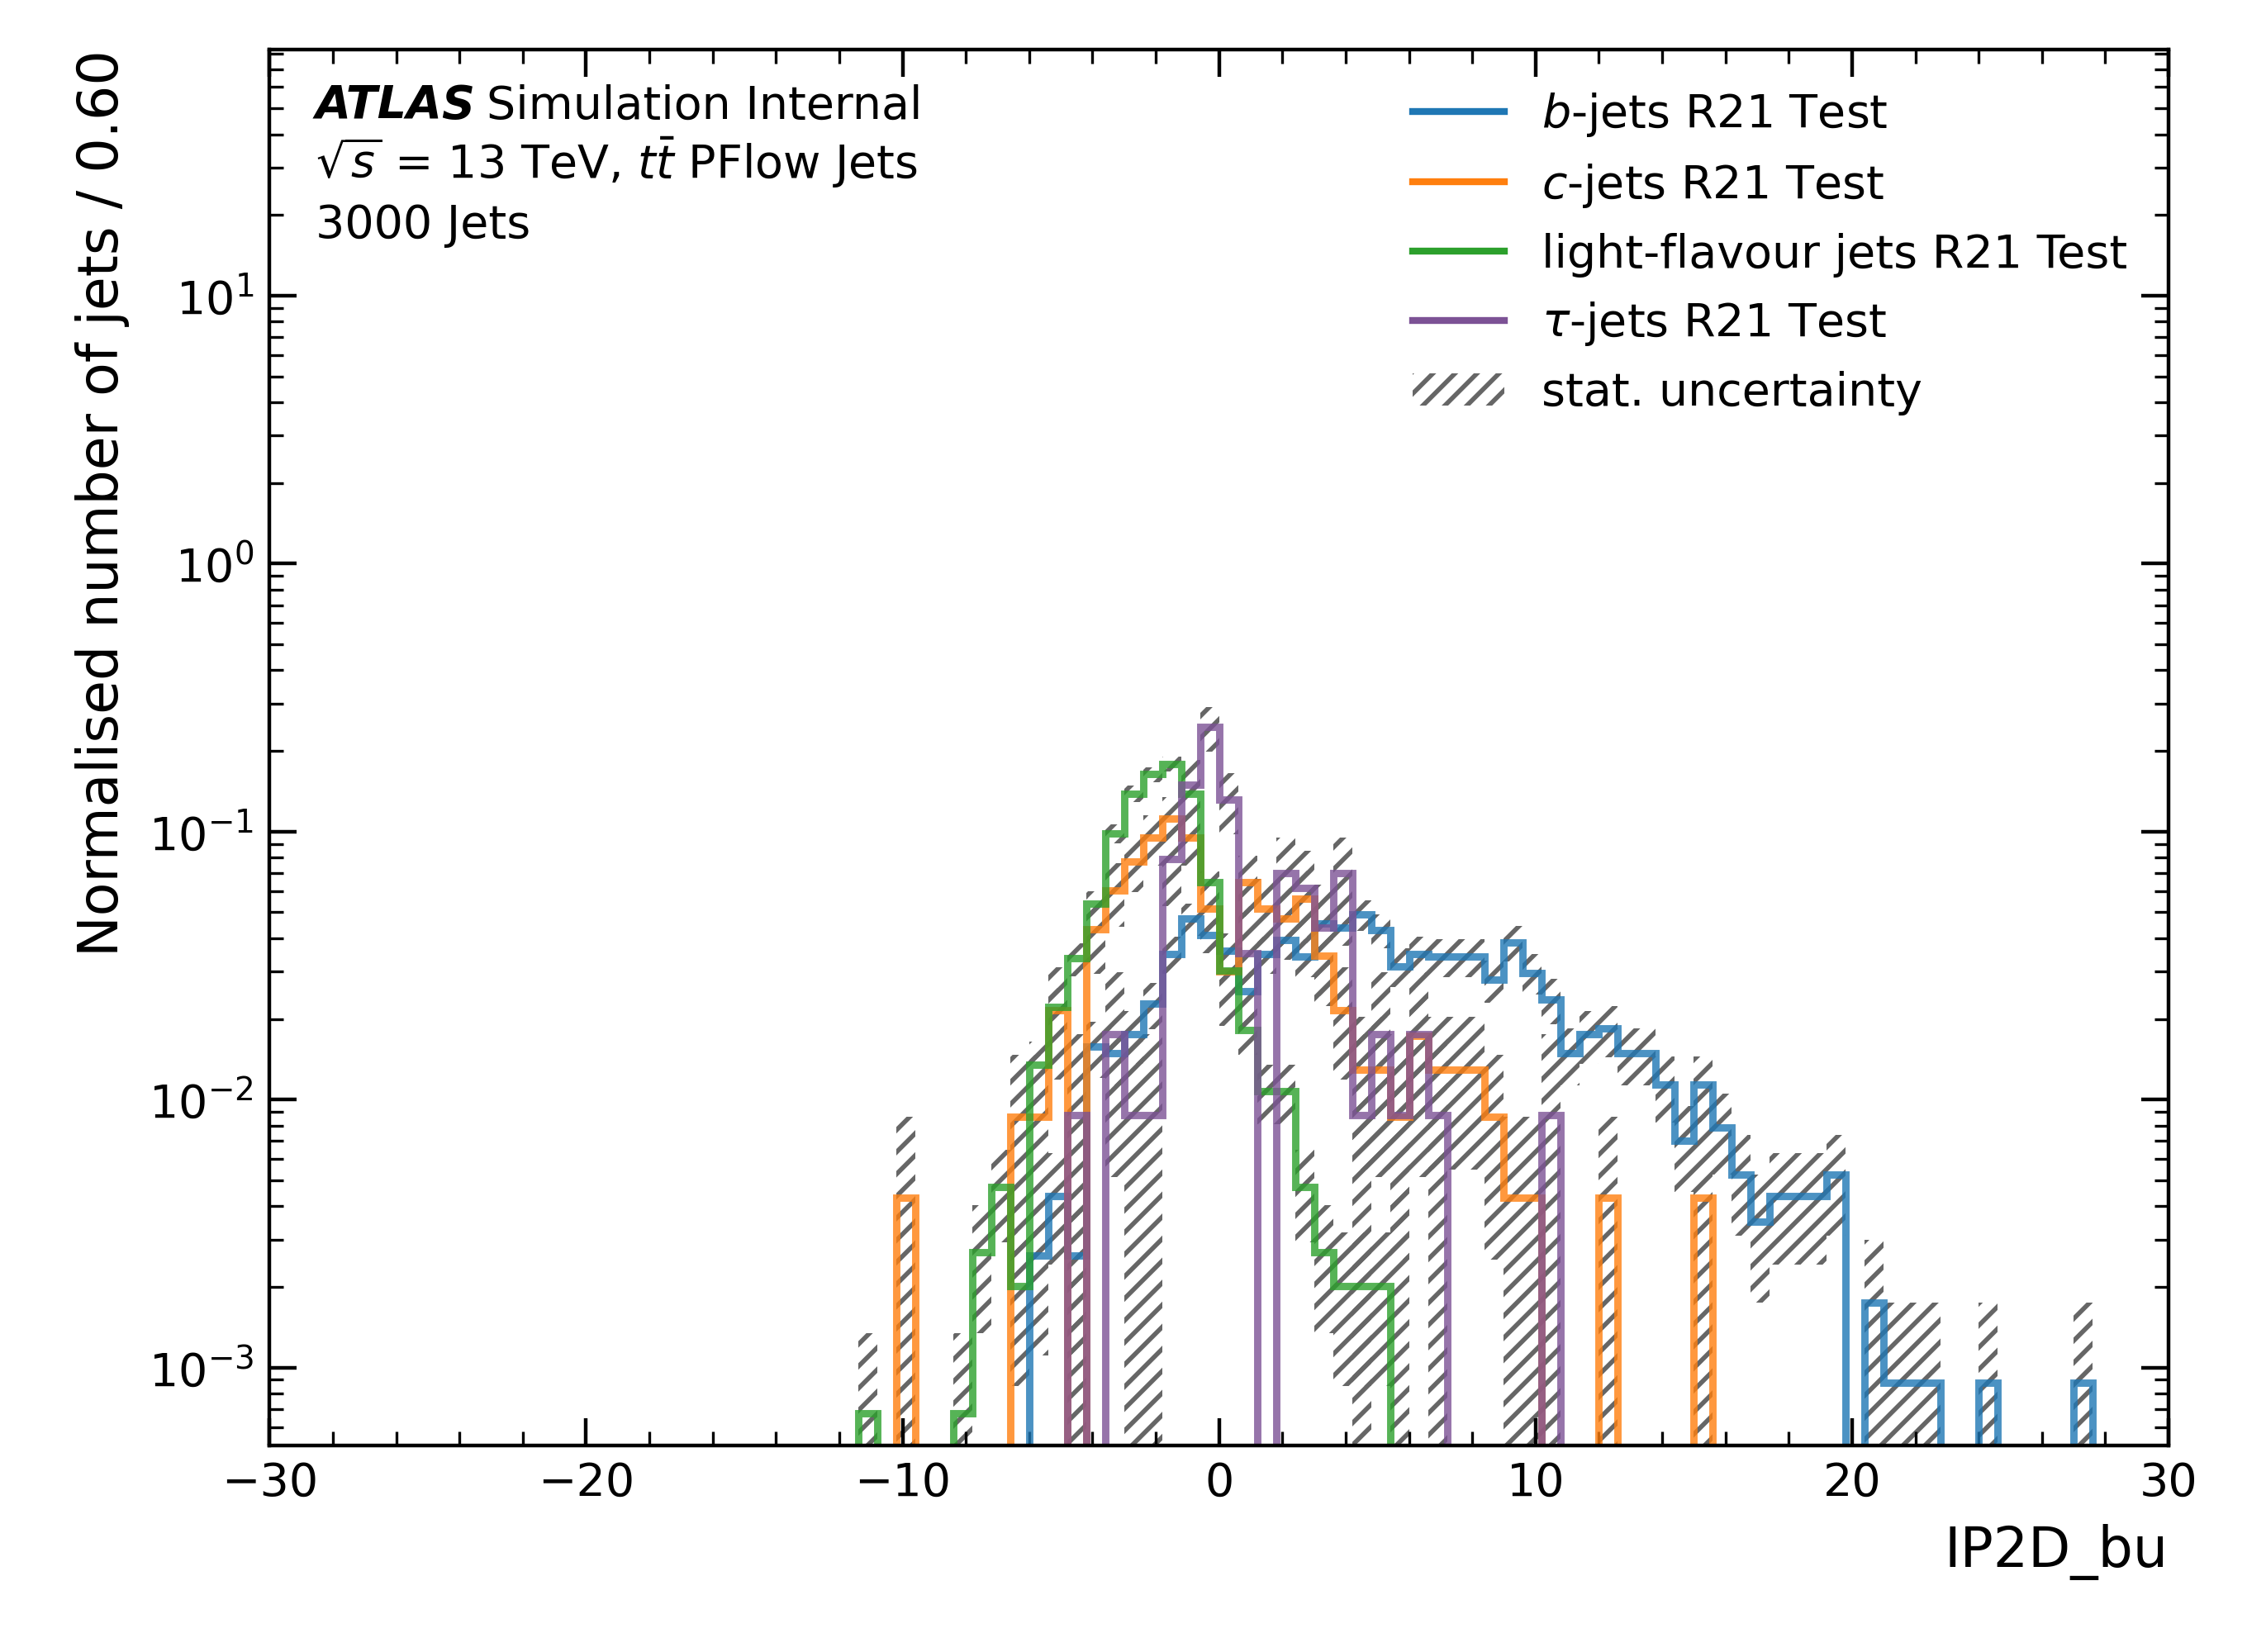 Normalised number of jets / 0.60
ATLAS Simulation Internal
√s = 13 TeV, tt̄ PFlow Jets
3000 Jets
b-jets R21 Test
c-jets R21 Test
light-flavour jets R21 Test
τ-jets R21 Test
stat. uncertainty
10¹
10⁰
10⁻¹
10⁻²
10⁻³
−30 −20 −10 0 10 20 30
IP2D_bu